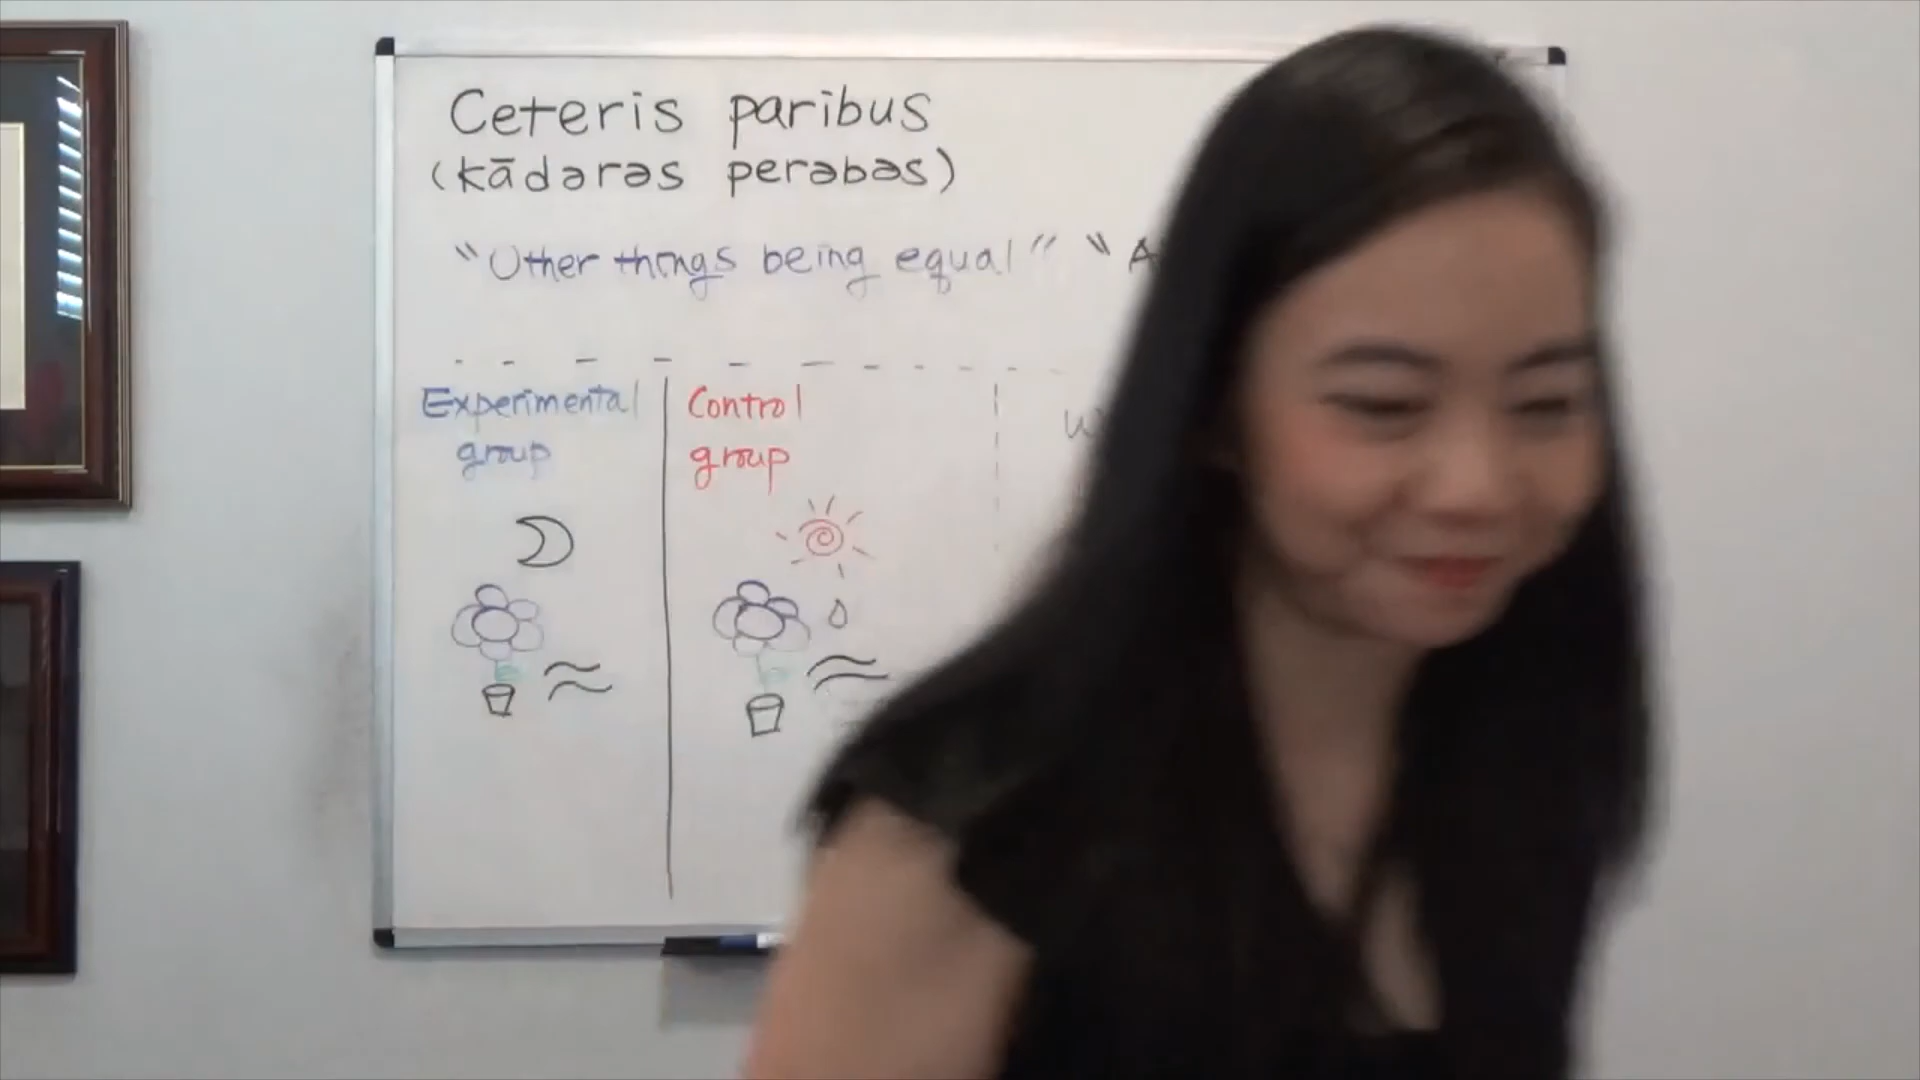 Ceteris paribus
(kādərəs perəbəs)
"Other things being equal" "A
Experimental group
Control group
W